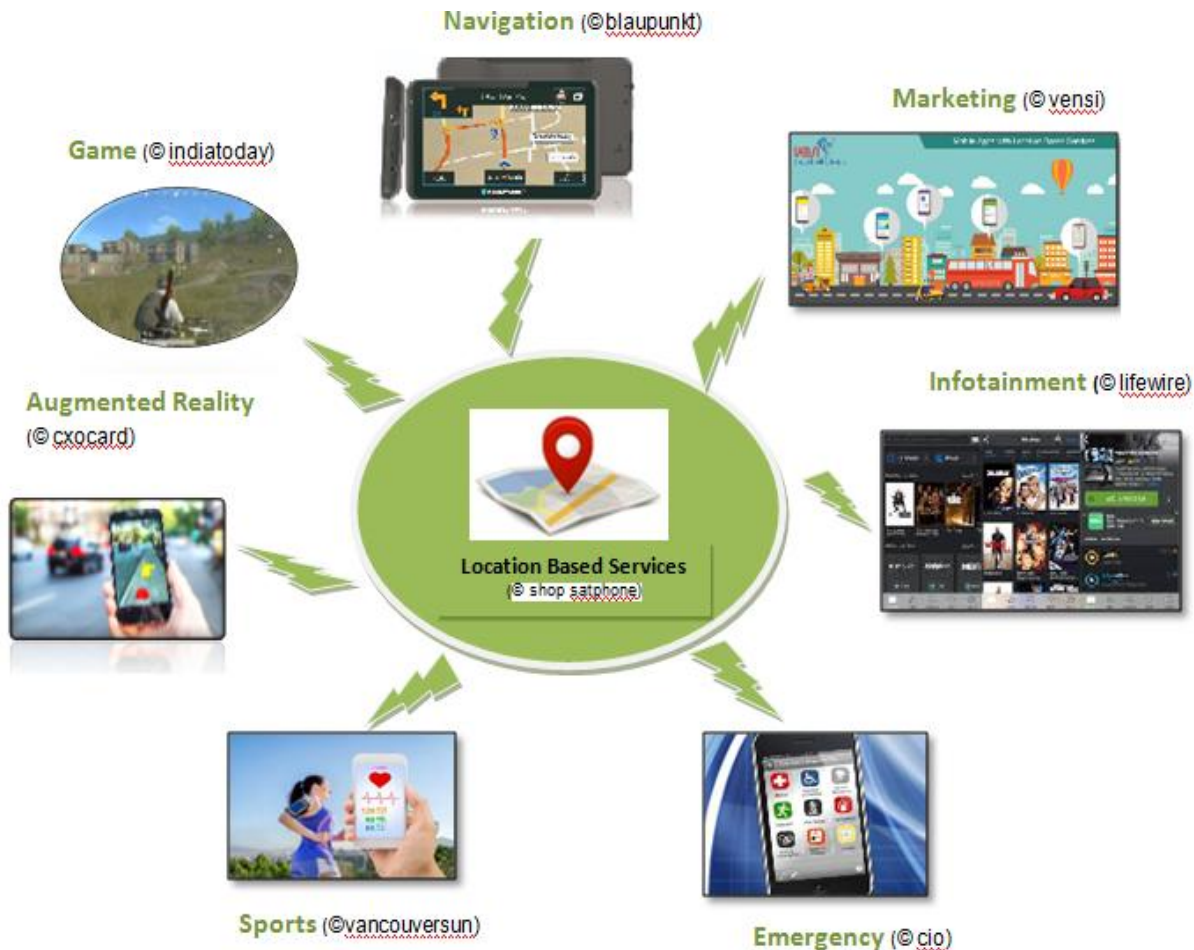 Navigation (©blaupunkt)
Marketing (© vensi)
Game (© indiatoday)
Infotainment (© lifewire)
Augmented Reality
(© cxocard)
Location Based Services
(© shop satphone)
Sports (©vancouversun)
Emergency (© cio)